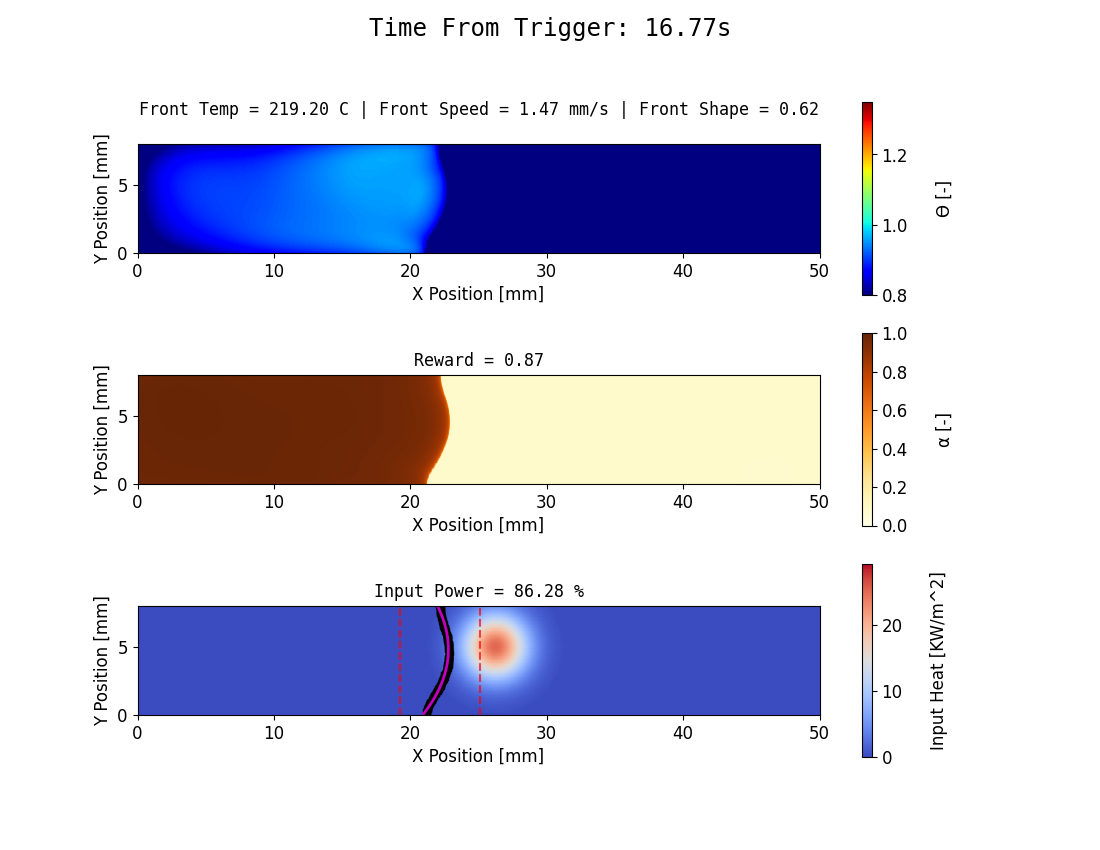 Time From Trigger: 16.77s
Front Temp = 219.20 C | Front Speed = 1.47 mm/s | Front Shape = 0.62
Y Position [mm]
5
0
0 10 20 30 40 50
X Position [mm]
1.2
1.0
0.8
Θ [-]
Reward = 0.87
Y Position [mm]
5
0
0 10 20 30 40 50
X Position [mm]
1.0
0.8
0.6
0.4
0.2
0.0
α [-]
Input Power = 86.28 %
Y Position [mm]
5
0
0 10 20 30 40 50
X Position [mm]
20
10
0
Input Heat [KW/m^2]